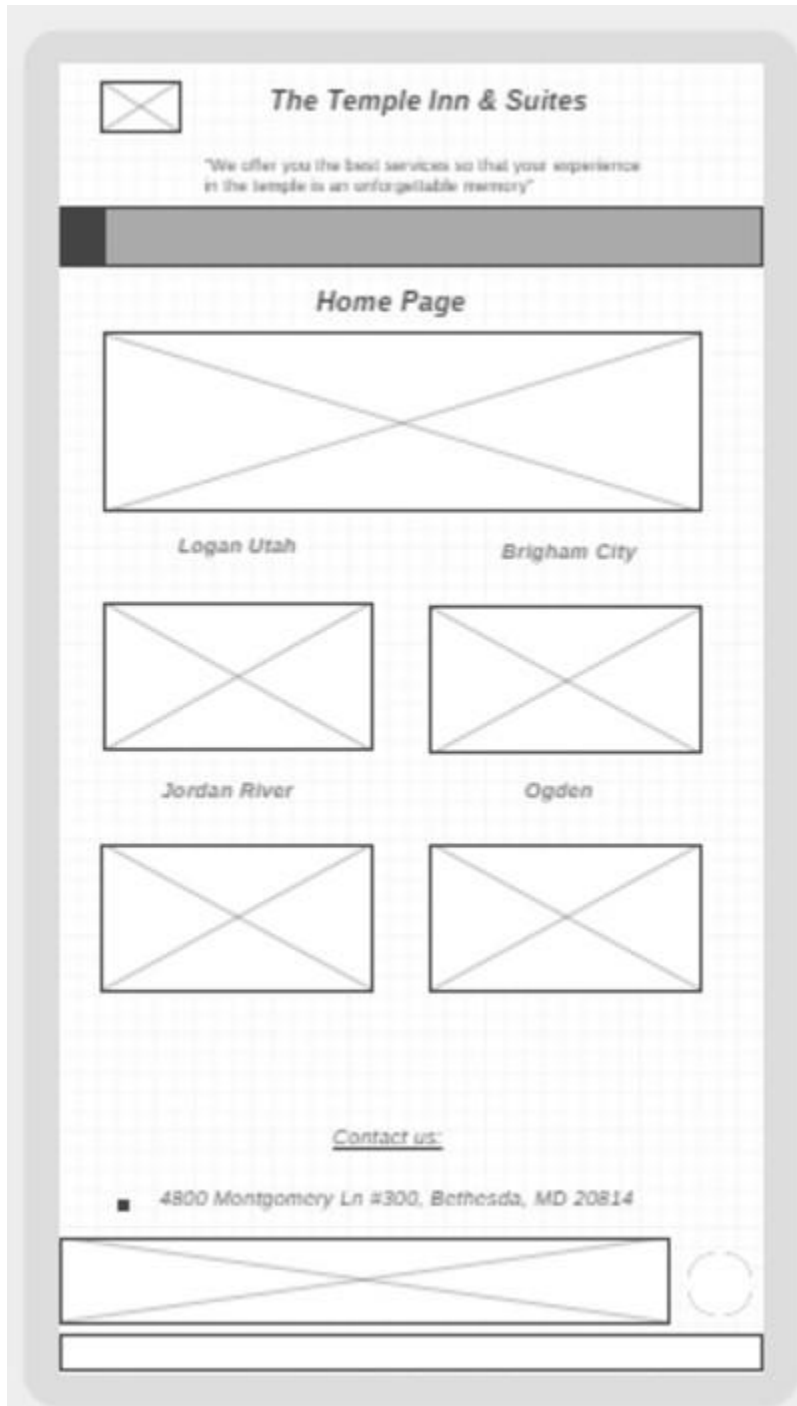 The Temple Inn & Suites
"We offer you the best services so that your experience
in the temple is an unforgettable memory"
Home Page
Logan Utah
Brigham City
Jordan River
Ogden
Contact us:
4800 Montgomery Ln #300, Bethesda, MD 20814